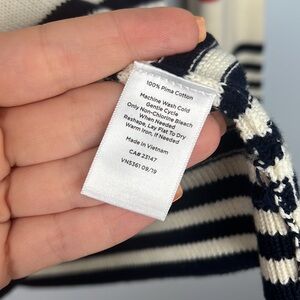 100% Pima Cotton
Machine Wash Cold
Gentle Cycle
Only Non-Chlorine Bleach
When Needed
Reshape, Lay Flat To Dry
Warm Iron, If Needed
Made in Vietnam
CA# 23147
VN5361 09/19